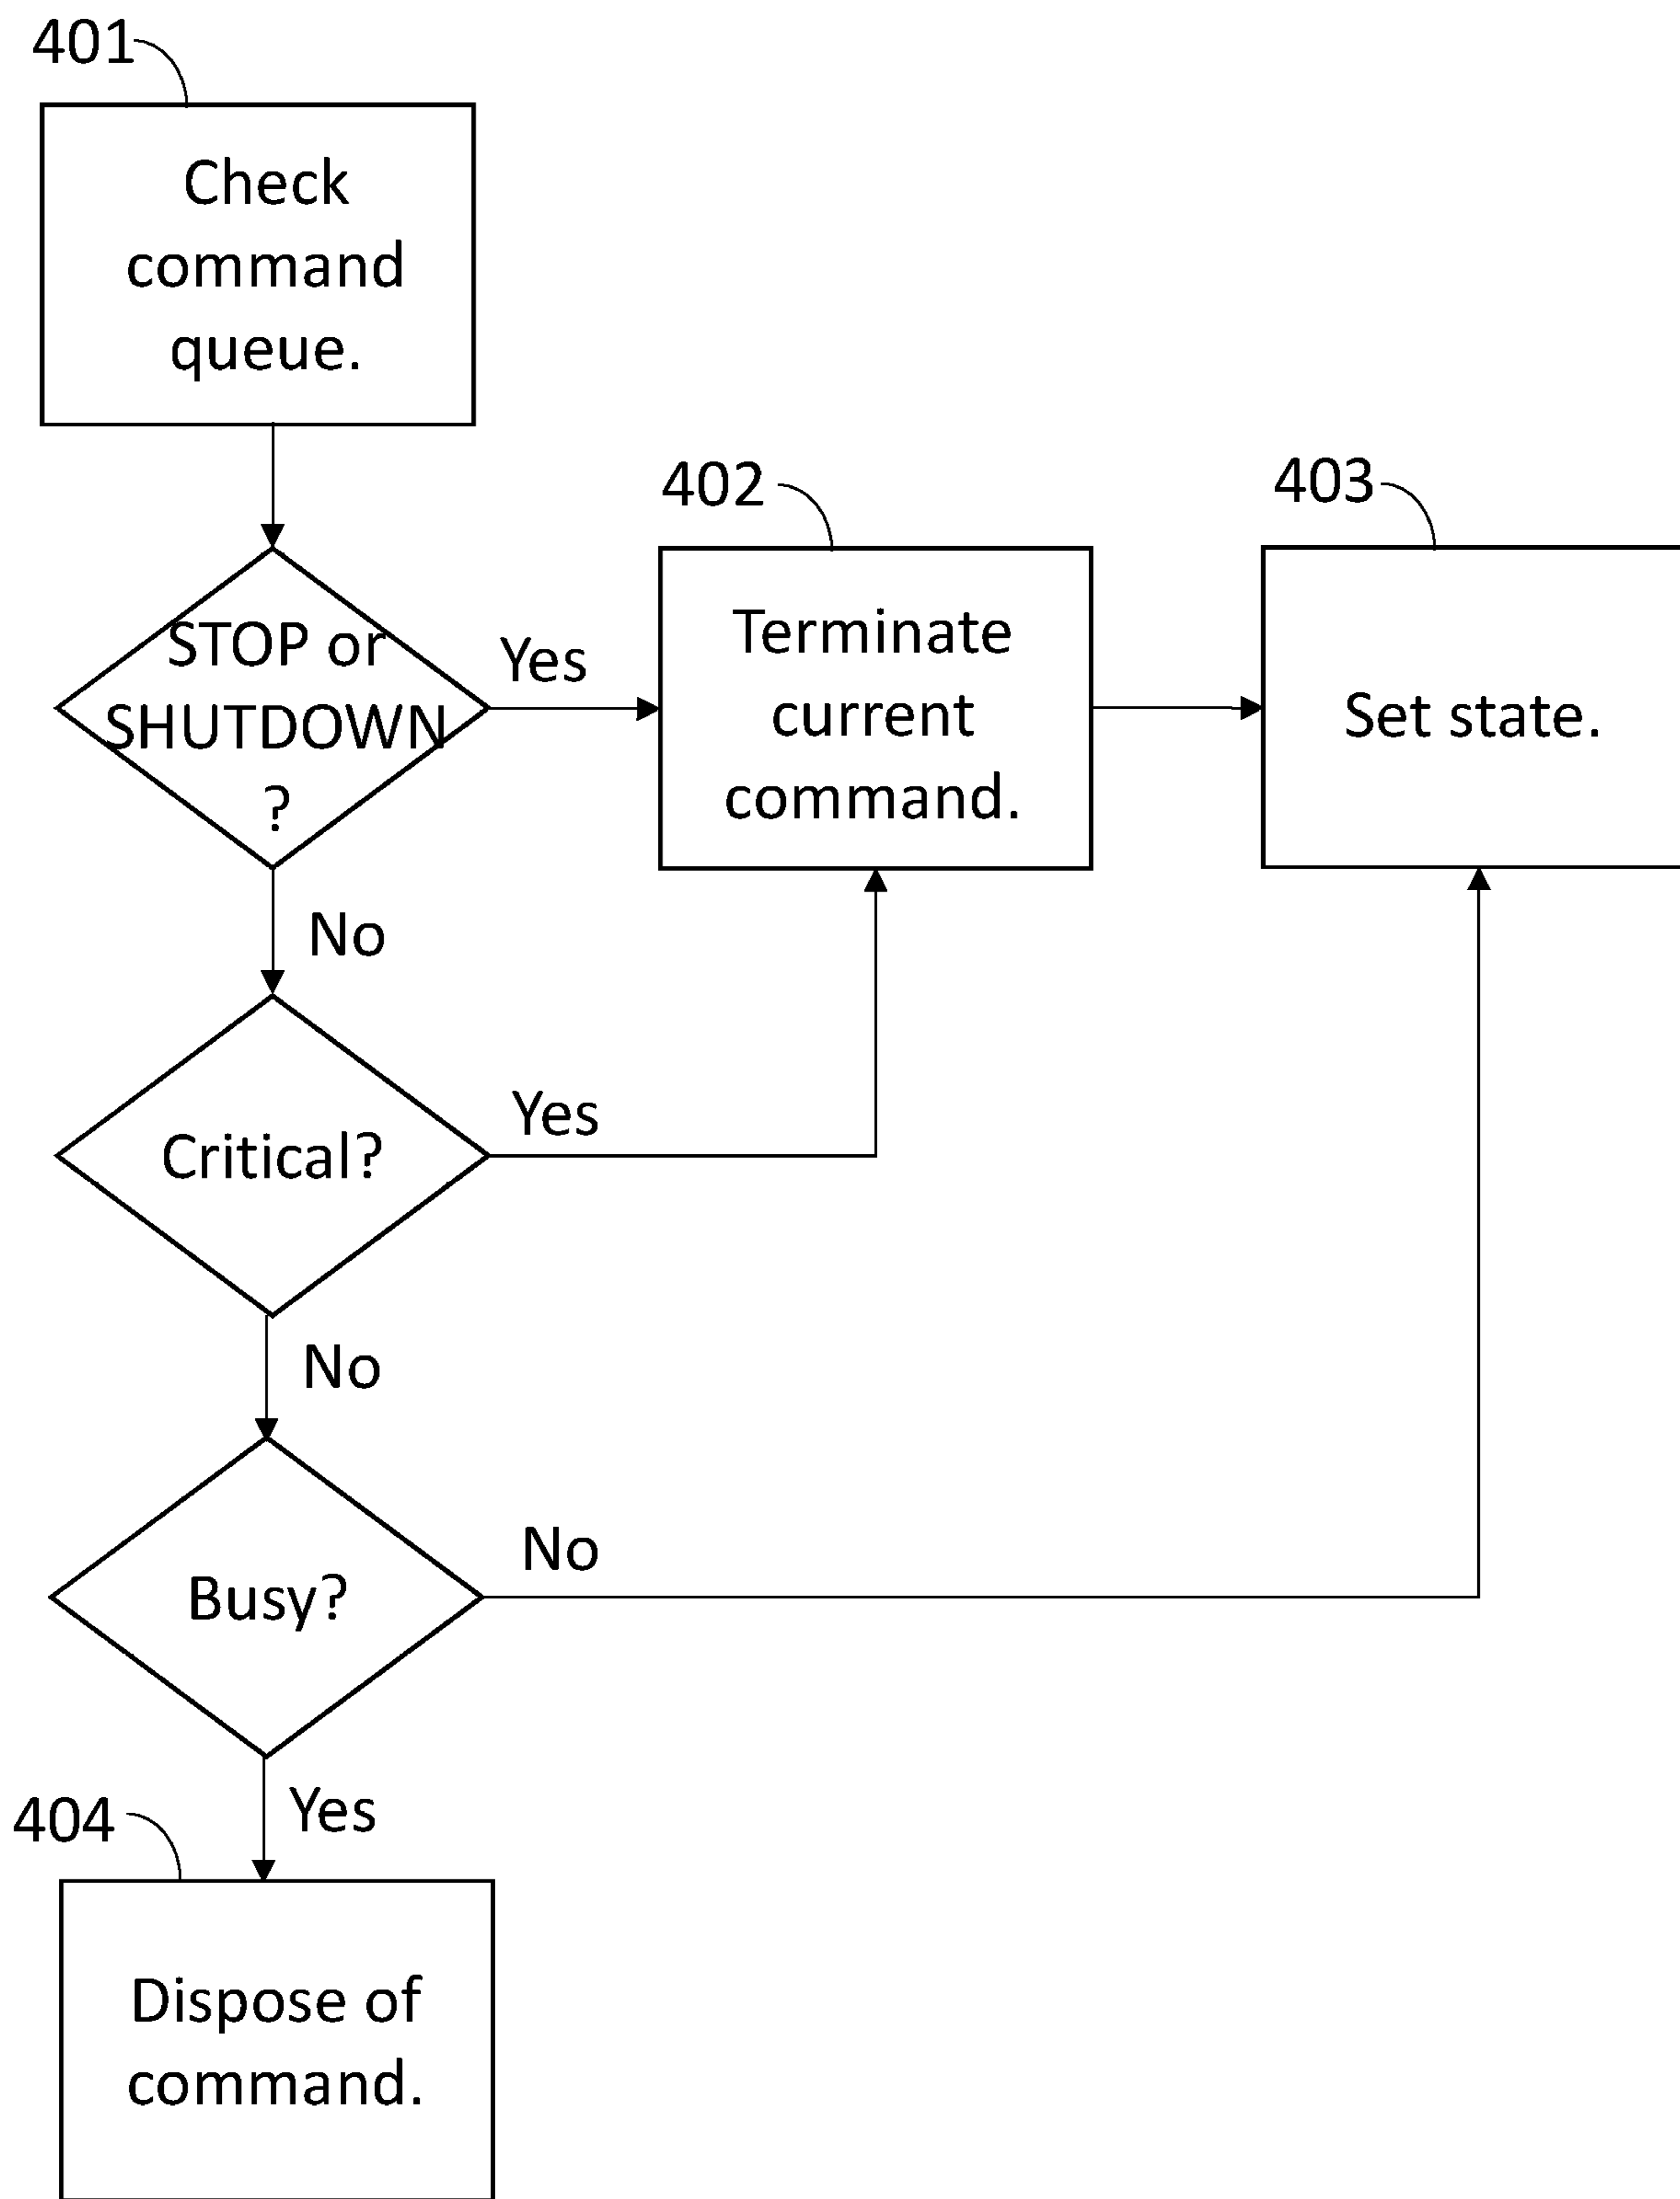 401
Check
command
queue.
402
403
STOP or
SHUTDOWN
?
Yes
Terminate
current
command.
Set state.
No
Critical?
Yes
No
Busy?
No
Yes
404
Dispose of
command.